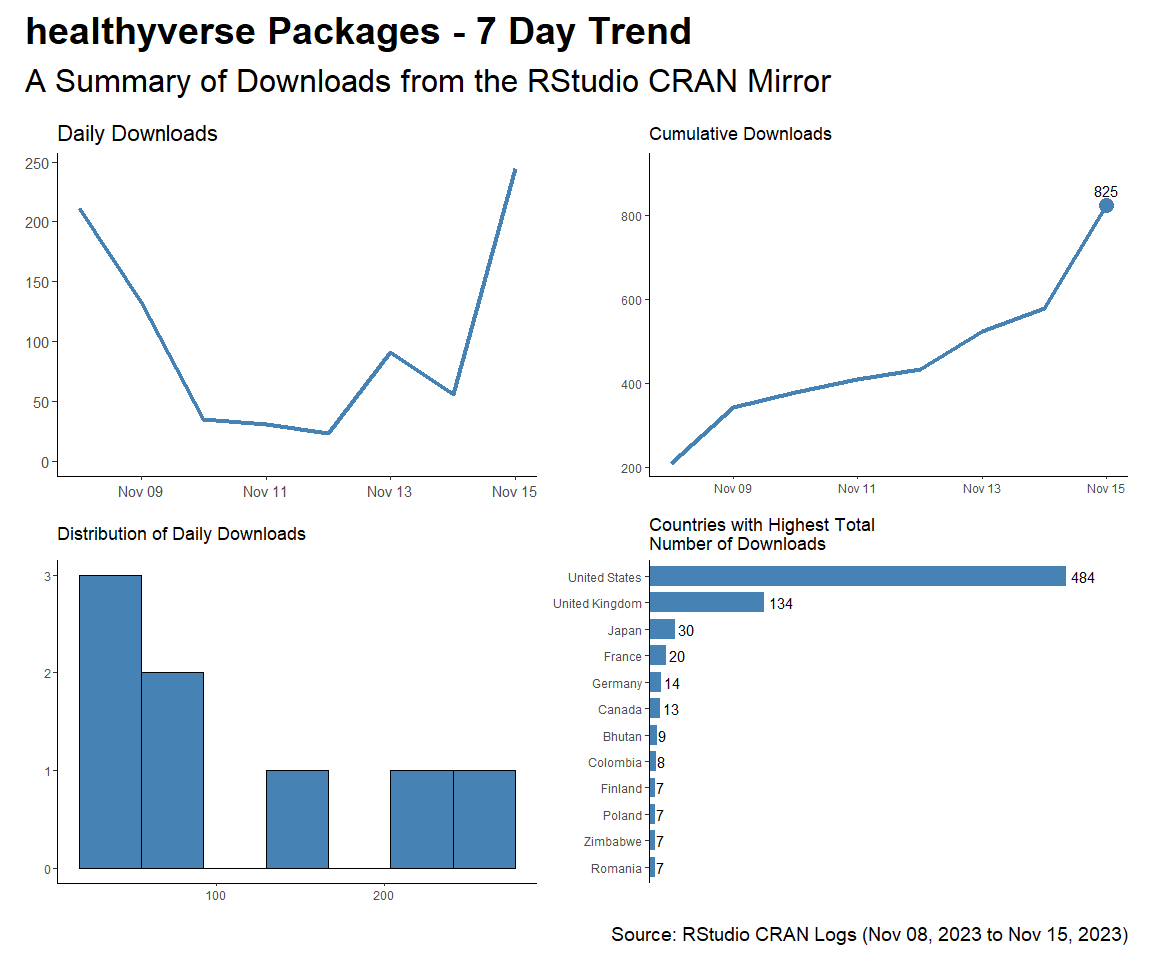 healthyverse Packages - 7 Day Trend
A Summary of Downloads from the RStudio CRAN Mirror
Daily Downloads
250
200
150
100
50
0
Nov 09 Nov 11 Nov 13 Nov 15
Cumulative Downloads
825
800
600
400
200
Nov 09 Nov 11 Nov 13 Nov 15
Distribution of Daily Downloads
3
2
1
0
100 200
Countries with Highest Total
Number of Downloads
United States 484
United Kingdom 134
Japan 30
France 20
Germany 14
Canada 13
Bhutan 9
Colombia 8
Finland 7
Poland 7
Zimbabwe 7
Romania 7
Source: RStudio CRAN Logs (Nov 08, 2023 to Nov 15, 2023)